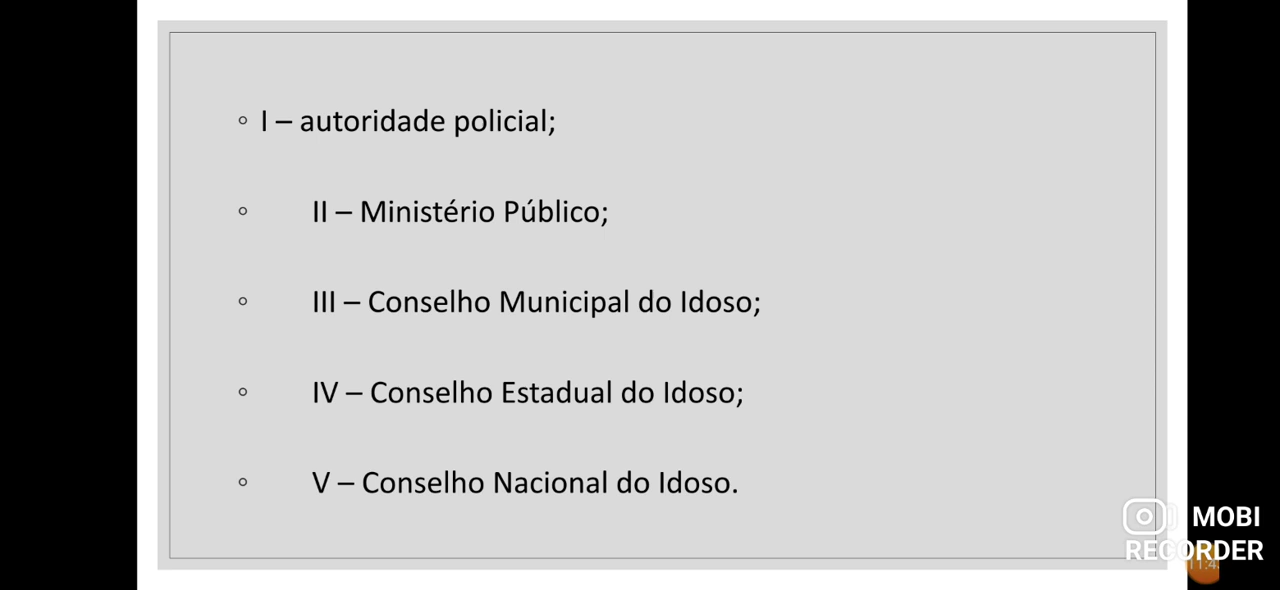 ◦ I – autoridade policial;
◦ II – Ministério Público;
◦ III – Conselho Municipal do Idoso;
◦ IV – Conselho Estadual do Idoso;
◦ V – Conselho Nacional do Idoso.
MOBI
RECORDER